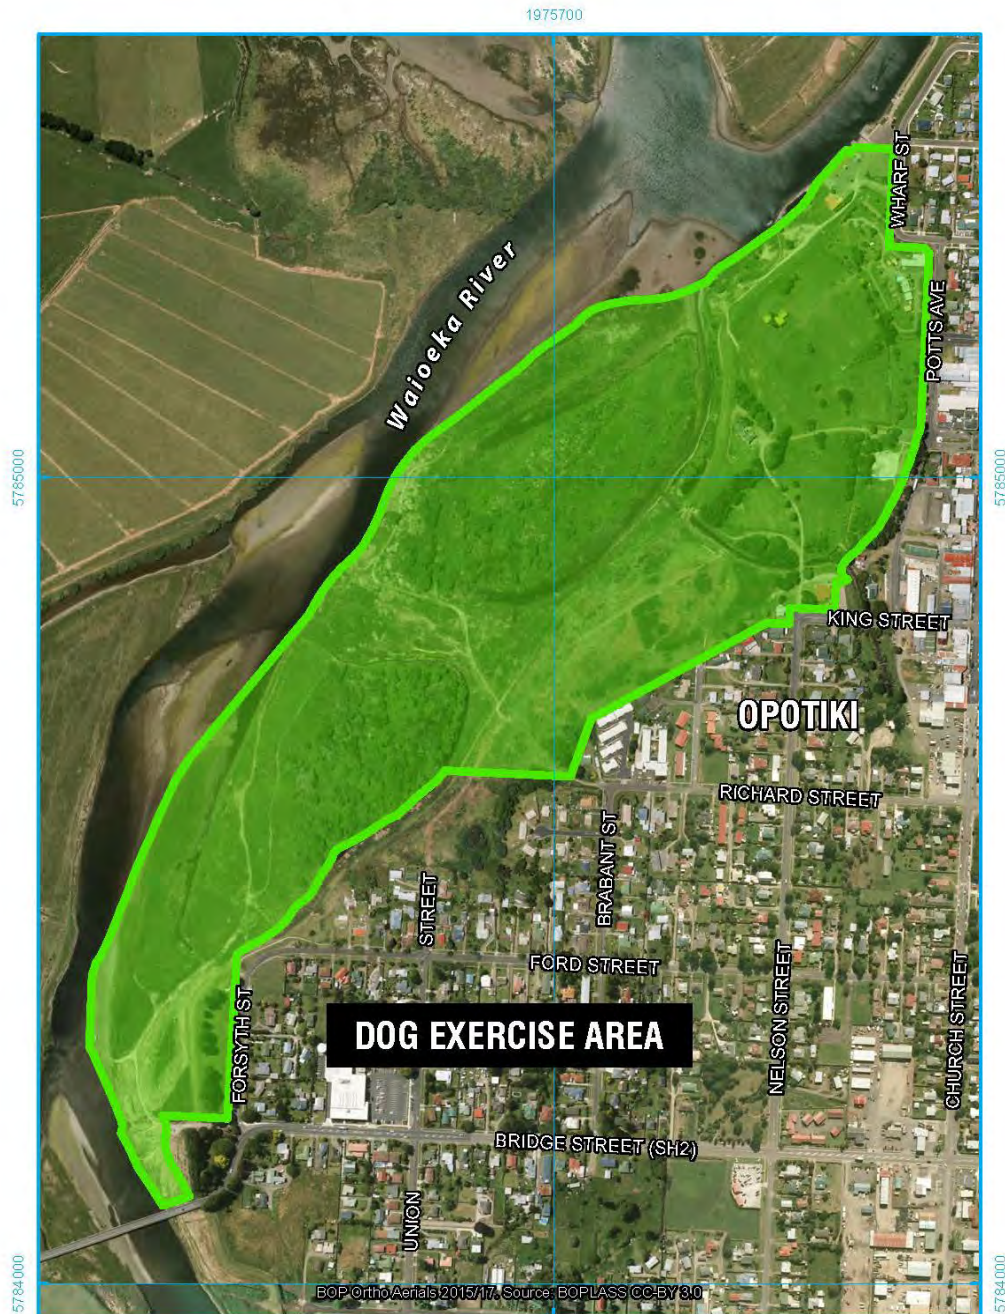 1975700
WHARF ST
Waioeka River
POTTS AVE
5785000
5785000
KING STREET
OPOTIKI
RICHARD STREET
BRABANT ST
STREET
FORD STREET
NELSON STREET
CHURCH STREET
FORSYTH ST
DOG EXERCISE AREA
BRIDGE STREET (SH2)
UNION
5784000
5784000
BOP Ortho Aerials 2015/17. Source: BOPLASS CC-BY 3.0